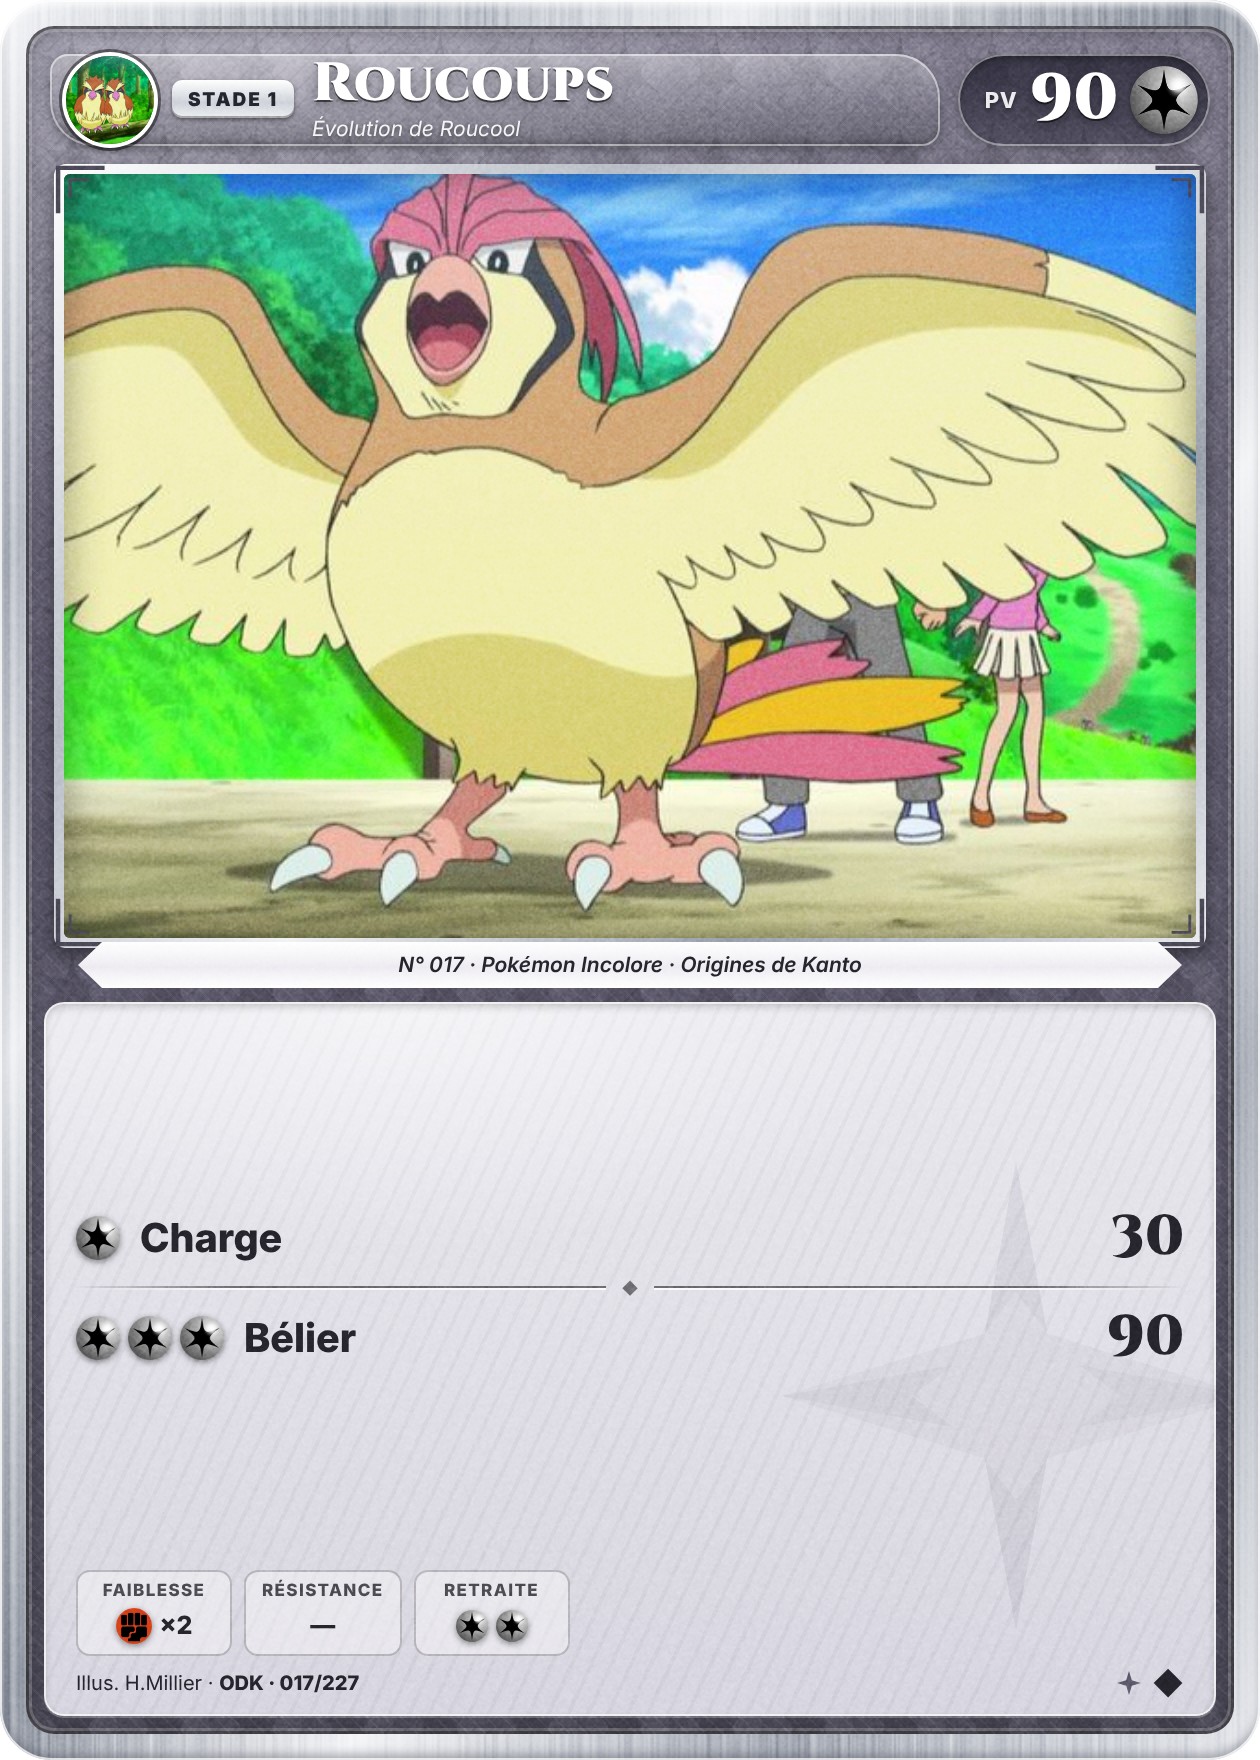 STADE 1
Roucoups
Évolution de Roucool
PV 90
N° 017 · Pokémon Incolore · Origines de Kanto
Charge 30
Bélier 90
FAIBLESSE
×2
RÉSISTANCE
—
RETRAITE
Illus. H.Millier · ODK · 017/227